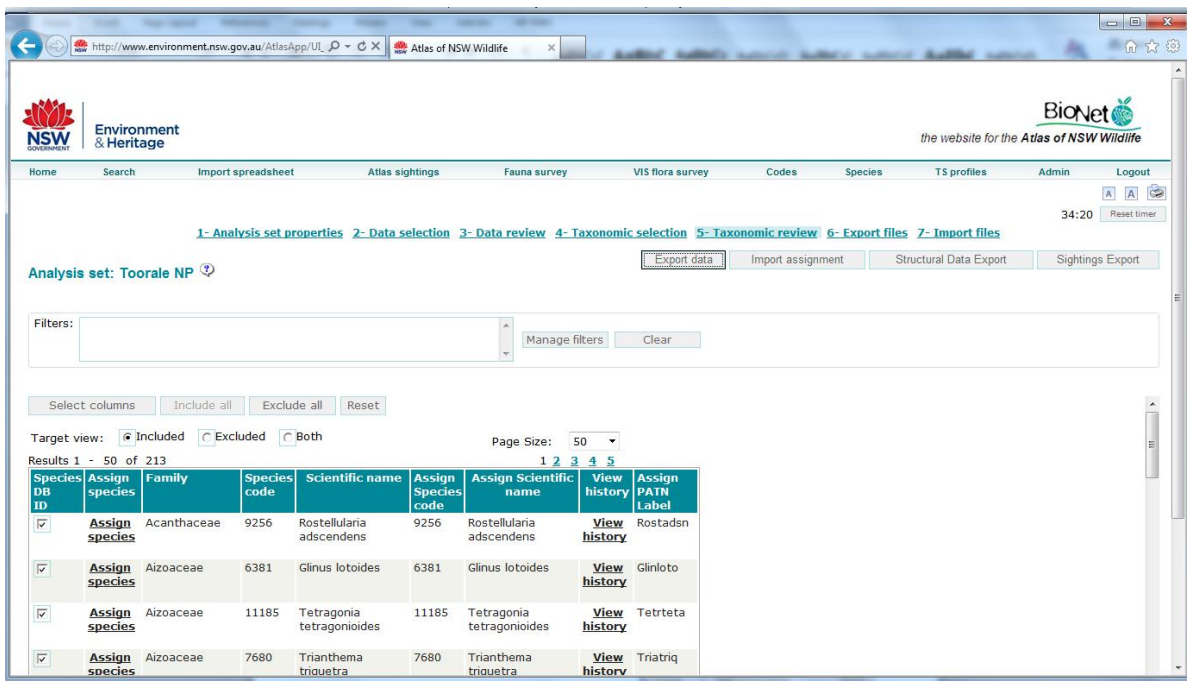 http://www.environment.nsw.gov.au/AtlasApp/UI_
Atlas of NSW Wildlife
NSW
GOVERNMENT
Environment
& Heritage
BioNet
the website for the Atlas of NSW Wildlife
Home Search Import spreadsheet Atlas sightings Fauna survey VIS flora survey Codes Species TS profiles Admin Logout
A A
34:20 Reset timer
1- Analysis set properties 2- Data selection 3- Data review 4- Taxonomic selection 5- Taxonomic review 6- Export files 7- Import files
Export data Import assignment Structural Data Export Sightings Export
Analysis set: Toorale NP ?
Filters:
Manage filters Clear
Select columns Include all Exclude all Reset
Target view: Included Excluded Both Page Size: 50
Results 1 - 50 of 213 1 2 3 4 5
Species Assign Family Species Scientific name Assign Assign Scientific View Assign
DB species code Species name history PATN
ID code Label
Assign Acanthaceae 9256 Rostellularia 9256 Rostellularia View Rostadsn
species adscendens adscendens history
Assign Aizoaceae 6381 Glinus lotoides 6381 Glinus lotoides View Glinloto
species history
Assign Aizoaceae 11185 Tetragonia 11185 Tetragonia View Tetrteta
species tetragonioides tetragonioides history
Assign Aizoaceae 7680 Trianthema 7680 Trianthema View Triatriq
species triquetra triquetra history